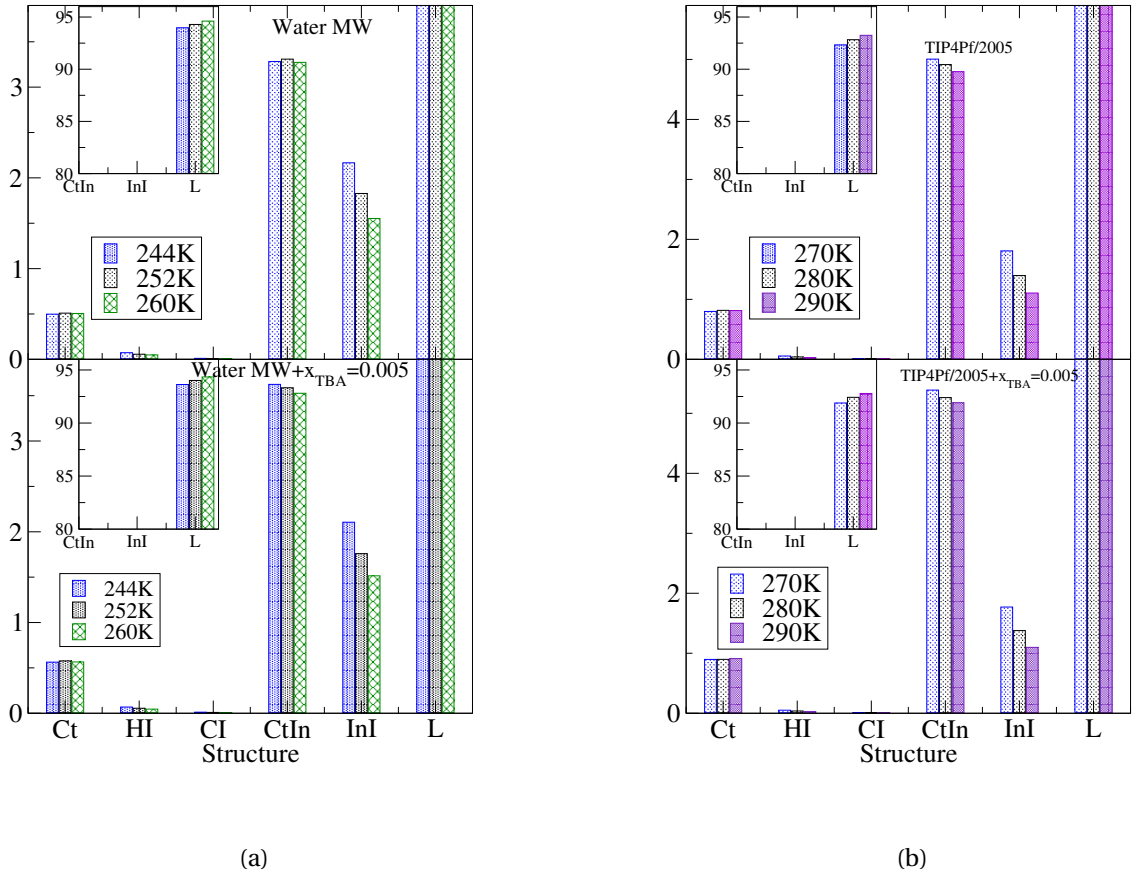 95
90
85
80
CtIn InI L
Water MW
3
2
1
0
244K
252K
260K
95
90
85
80
CtIn InI L
Water MW+xTBA=0.005
3
2
1
0
244K
252K
260K
Ct HI CI CtIn InI L
Structure
(a)
95
90
85
80
CtIn InI L
TIP4Pf/2005
4
2
0
270K
280K
290K
95
90
85
80
CtIn InI L
TIP4Pf/2005+xTBA=0.005
4
2
0
270K
280K
290K
Ct HI CI CtIn InI L
Structure
(b)